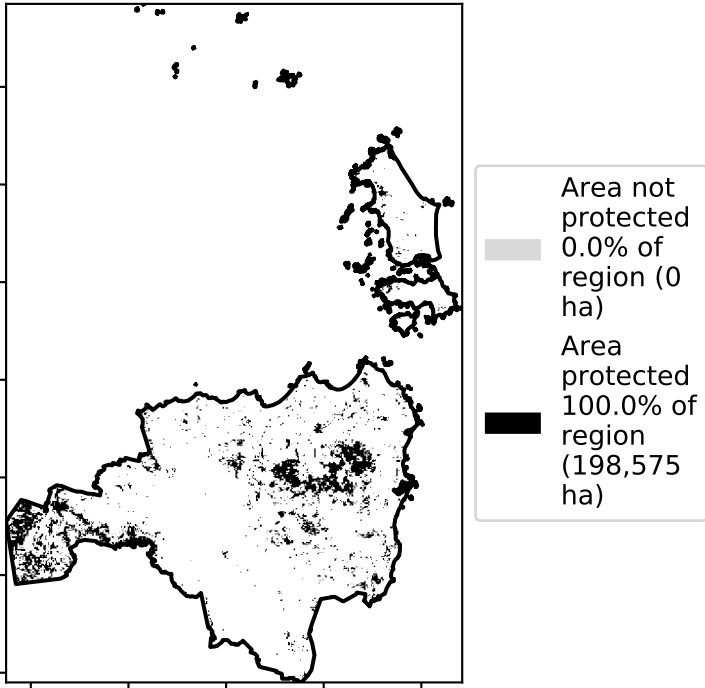 Area not
protected
0.0% of
region (0
ha)
Area
protected
100.0% of
region
(198,575
ha)